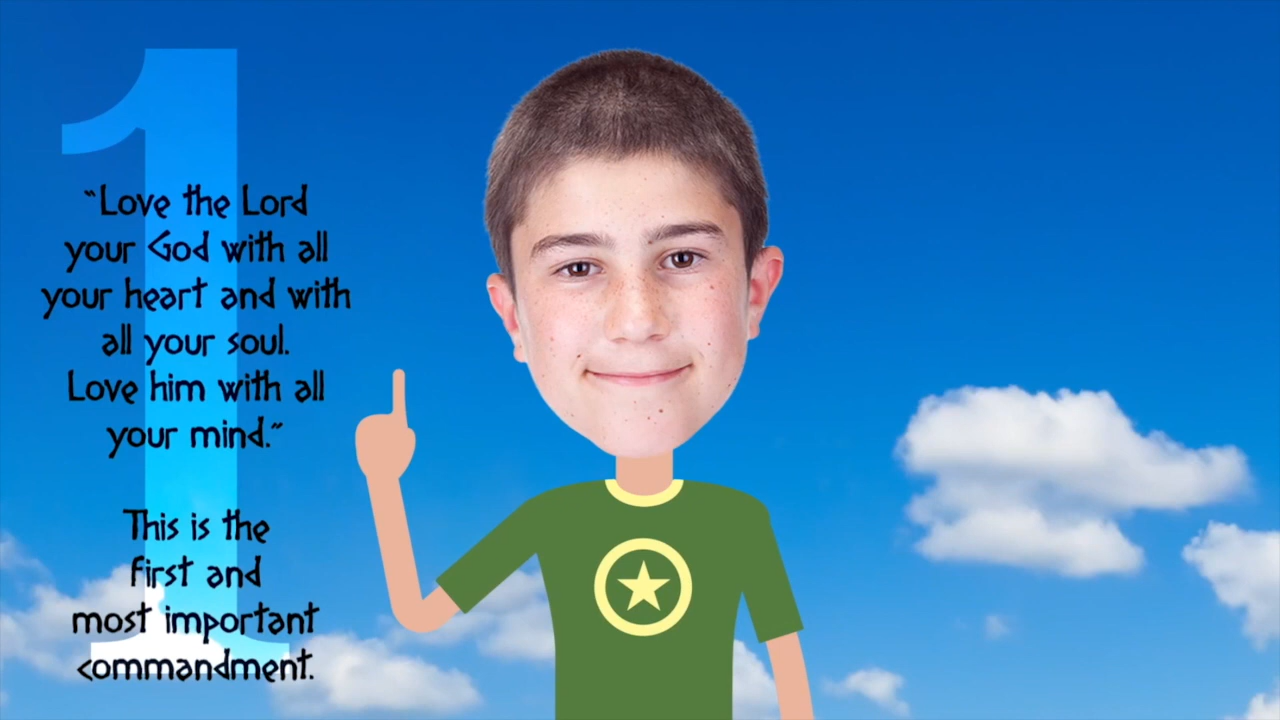 1
“Love the Lord
your God with all
your heart and with
all your soul.
Love him with all
your mind.”
This is the
first and
most important
commandment.